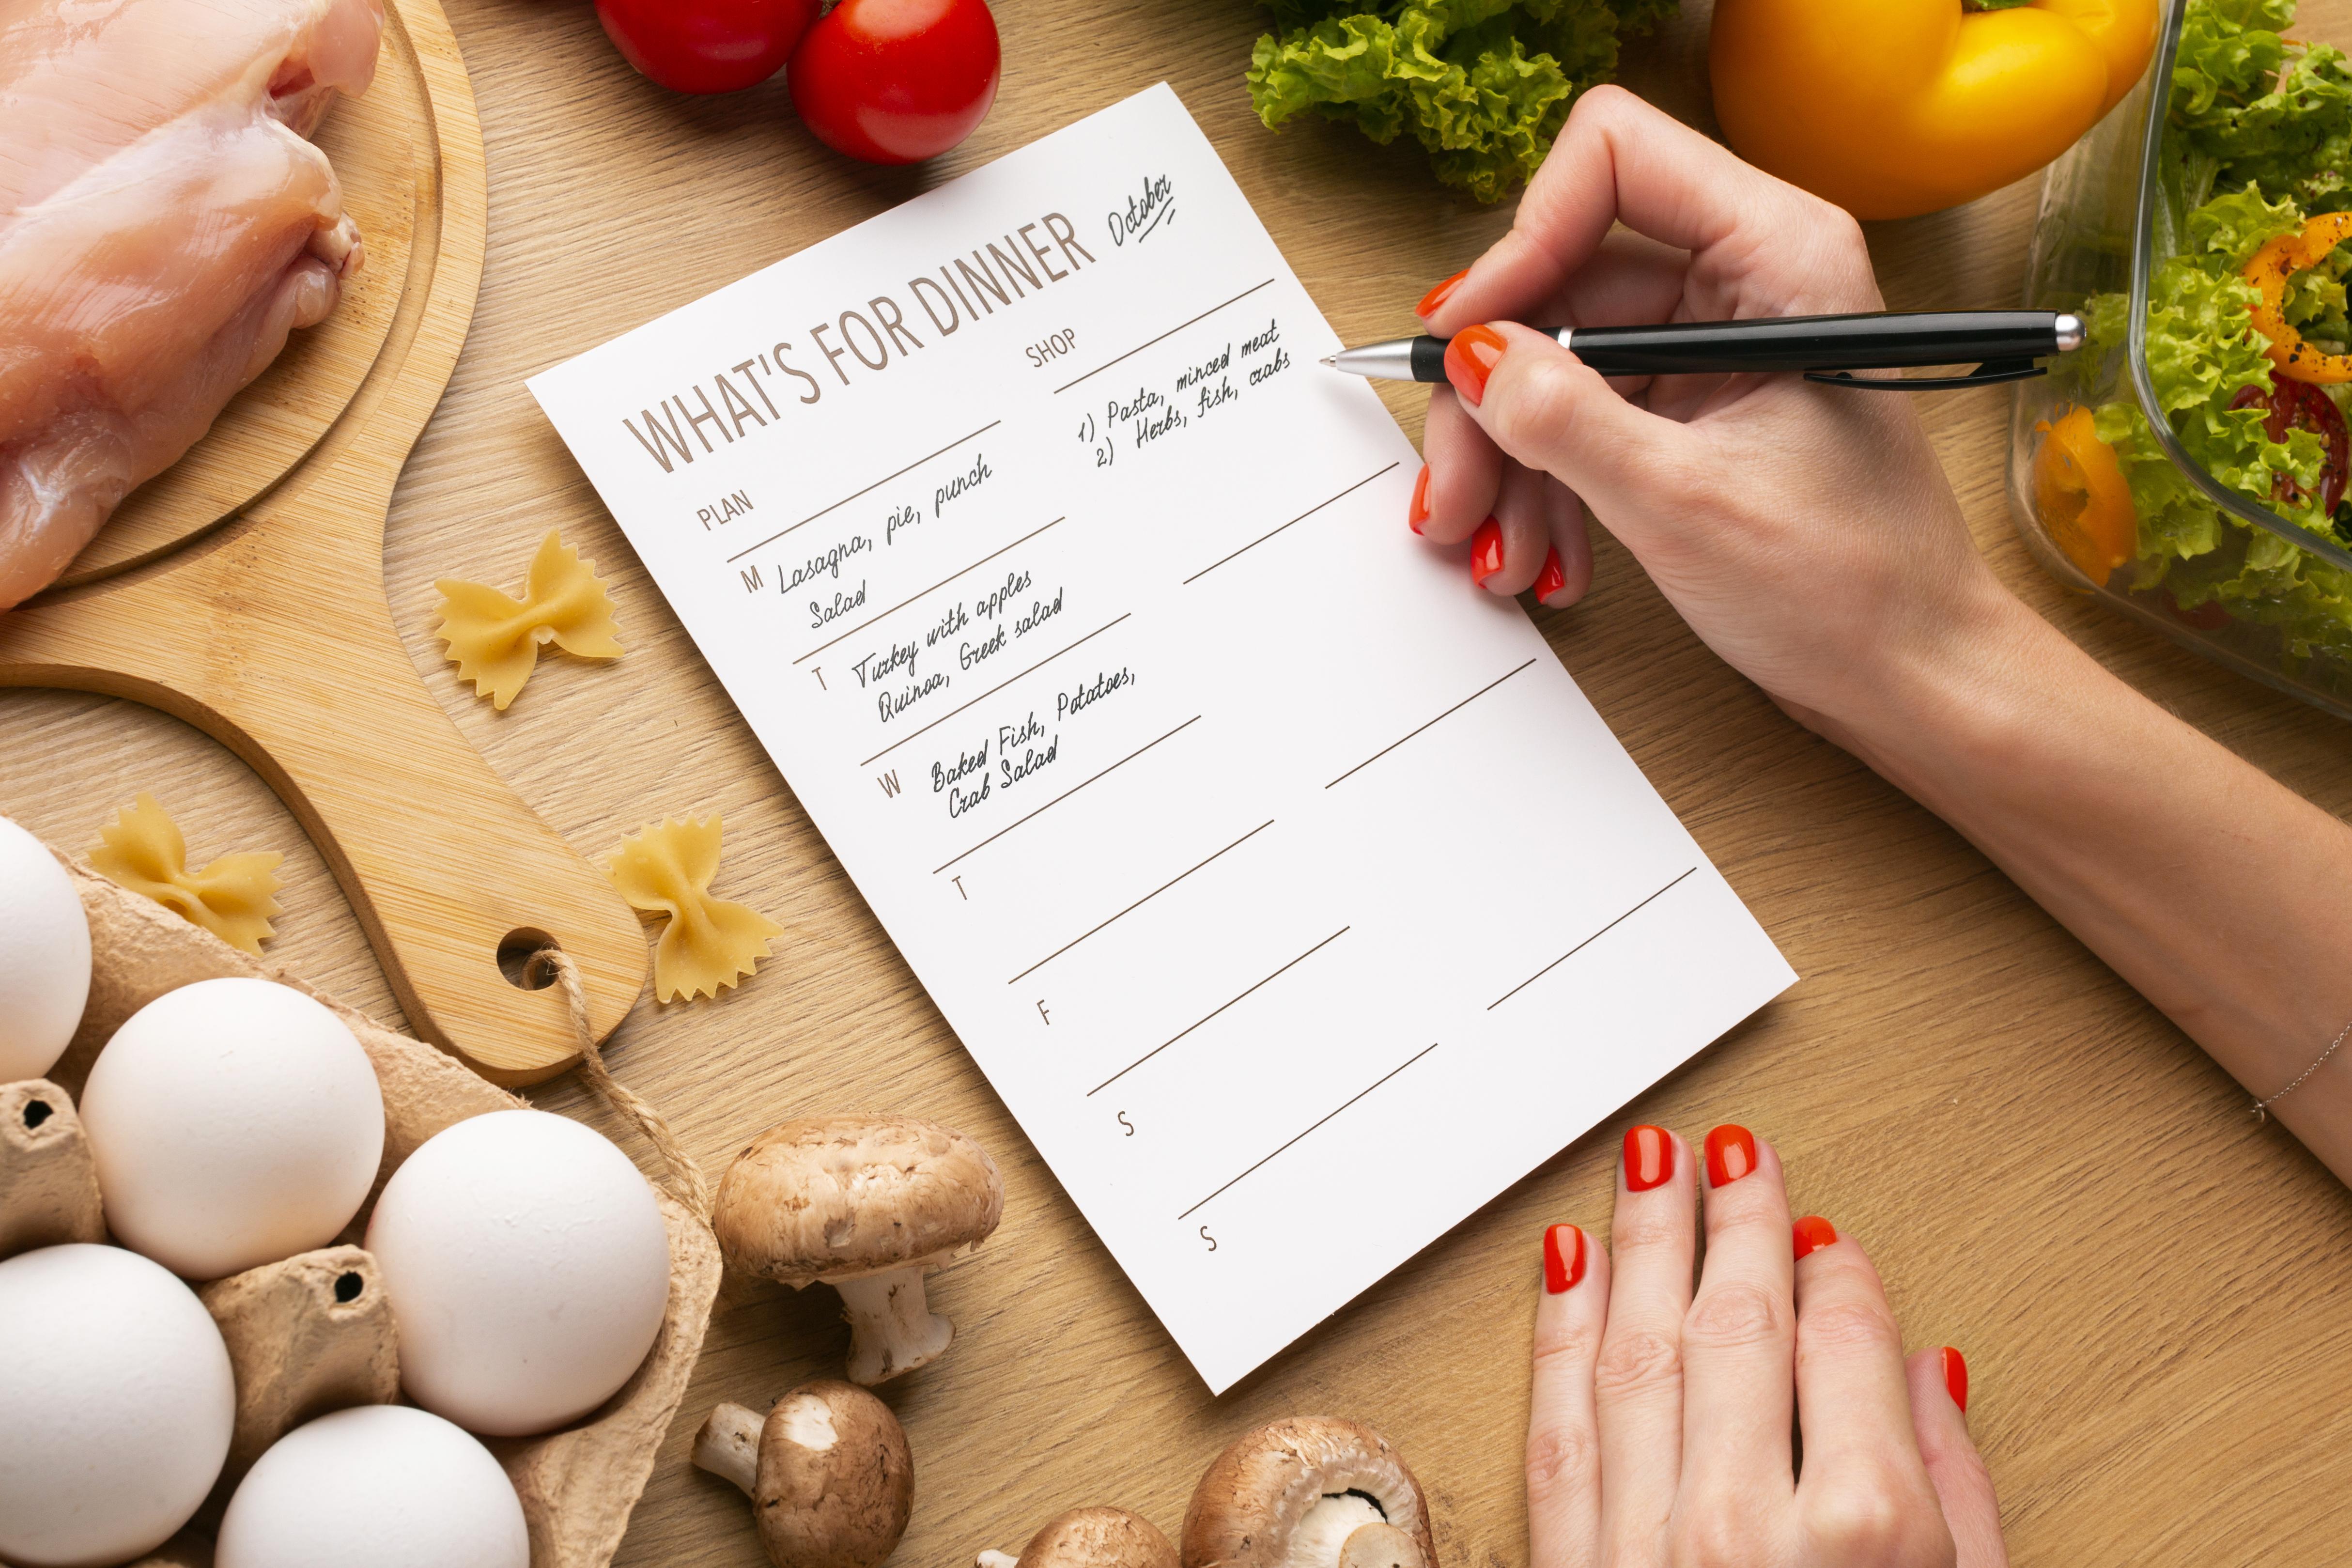 WHAT'S FOR DINNER October
PLAN
M Lasagna, pie, punch
Salad
T Turkey with apples
Quinoa, Greek salad
W Baked Fish, Potatoes,
Crab Salad
T
F
S
S
SHOP
1) Pasta, minced meat
2) Herbs, fish, crabs